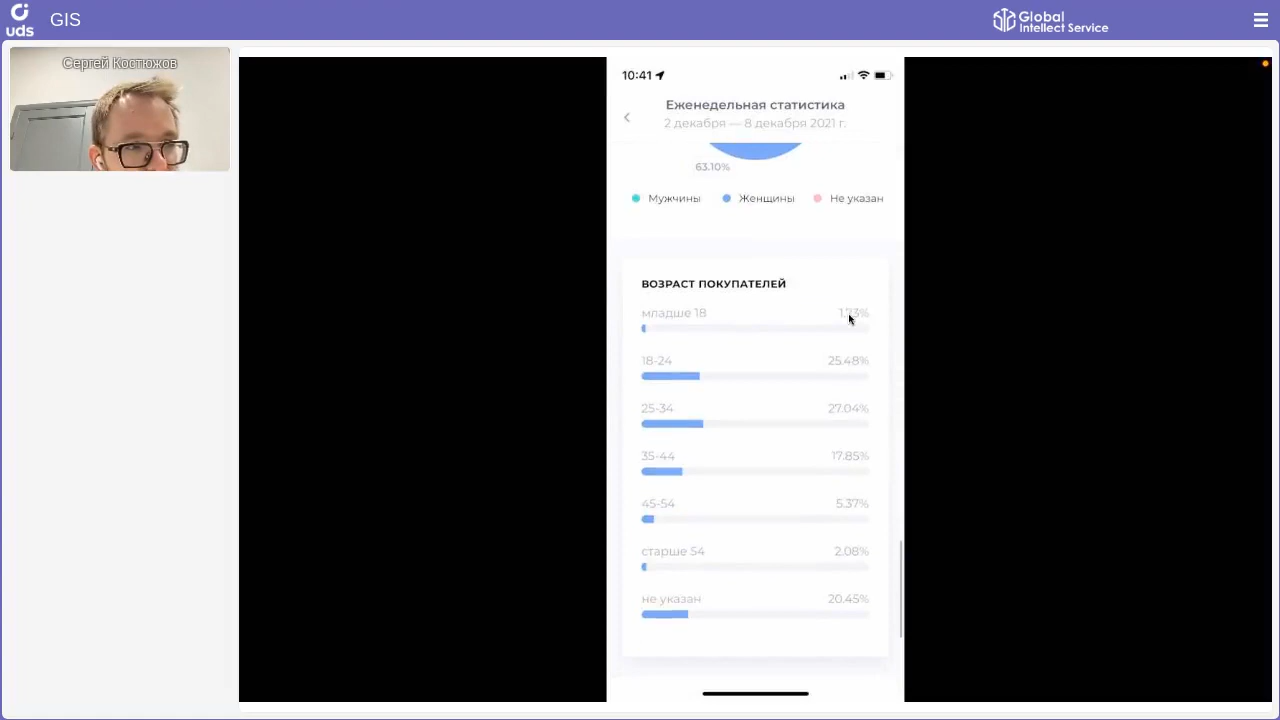 uds
GIS
Global
Intellect Service
Сергей Костюжов
10:41
Еженедельная статистика
2 декабря — 8 декабря 2021 г.
63.10%
Мужчины
Женщины
Не указан
ВОЗРАСТ ПОКУПАТЕЛЕЙ
младше 18
1.73%
18-24
25.48%
25-34
27.04%
35-44
17.85%
45-54
5.37%
старше 54
2.08%
не указан
20.45%